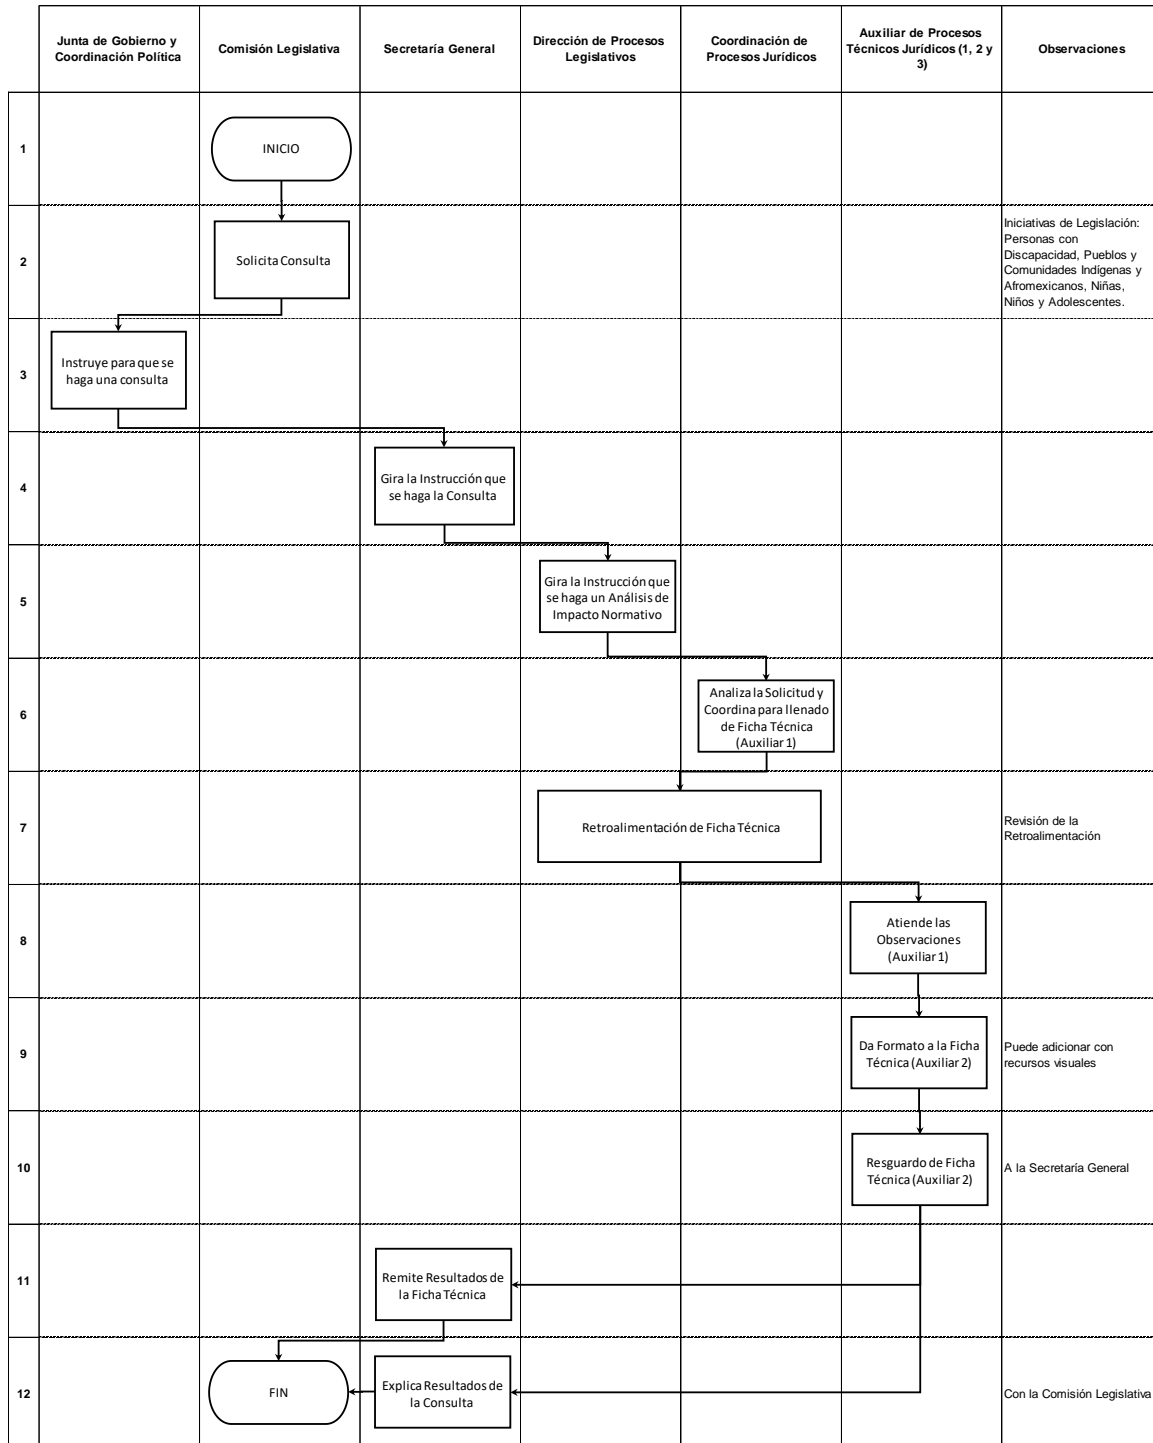 Junta de Gobierno y
Coordinación Política
Comisión Legislativa
Secretaría General
Dirección de Procesos
Legislativos
Coordinación de
Procesos Jurídicos
Auxiliar de Procesos
Técnicos Jurídicos (1, 2 y
3)
Observaciones
1
INICIO
2
Solicita Consulta
Iniciativas de Legislación:
Personas con
Discapacidad, Pueblos y
Comunidades Indígenas y
Afromexicanos, Niñas,
Niños y Adolescentes.
3
Instruye para que se
haga una consulta
4
Gira la Instrucción que
se haga la Consulta
5
Gira la Instrucción que
se haga un Análisis de
Impacto Normativo
6
Analiza la Solicitud y
Coordina para llenado
de Ficha Técnica
(Auxiliar 1)
7
Retroalimentación de Ficha Técnica
Revisión de la
Retroalimentación
8
Atiende las
Observaciones
(Auxiliar 1)
9
Da Formato a la Ficha
Técnica (Auxiliar 2)
Puede adicionar con
recursos visuales
10
Resguardo de Ficha
Técnica (Auxiliar 2)
A la Secretaría General
11
Remite Resultados de
la Ficha Técnica
12
FIN
Explica Resultados de
la Consulta
Con la Comisión Legislativa